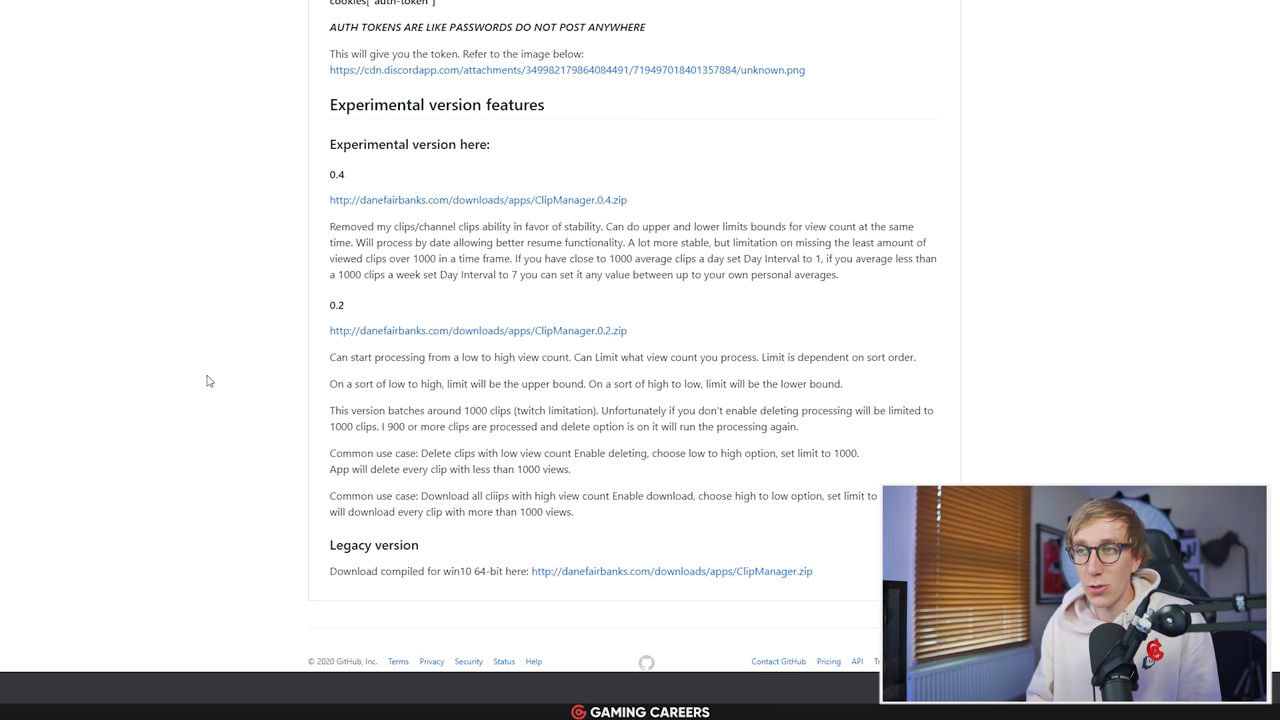 cookies["auth-token"]
AUTH TOKENS ARE LIKE PASSWORDS DO NOT POST ANYWHERE
This will give you the token. Refer to the image below:
https://cdn.discordapp.com/attachments/349982179864084491/719497018401357884/unknown.png
Experimental version features
Experimental version here:
0.4
http://danefairbanks.com/downloads/apps/ClipManager.0.4.zip
Removed my clips/channel clips ability in favor of stability. Can do upper and lower limits bounds for view count at the same
time. Will process by date allowing better resume functionality. A lot more stable, but limitation on missing the least amount of
viewed clips over 1000 in a time frame. If you have close to 1000 average clips a day set Day Interval to 1, if you average less than
a 1000 clips a week set Day Interval to 7 you can set it any value between up to your own personal averages.
0.2
http://danefairbanks.com/downloads/apps/ClipManager.0.2.zip
Can start processing from a low to high view count. Can Limit what view count you process. Limit is dependent on sort order.
On a sort of low to high, limit will be the upper bound. On a sort of high to low, limit will be the lower bound.
This version batches around 1000 clips (twitch limitation). Unfortunately if you don't enable deleting processing will be limited to
1000 clips. I 900 or more clips are processed and delete option is on it will run the processing again.
Common use case: Delete clips with low view count Enable deleting, choose low to high option, set limit to 1000.
App will delete every clip with less than 1000 views.
Common use case: Download all cliips with high view count Enable download, choose high to low option, set limit to
will download every clip with more than 1000 views.
Legacy version
Download compiled for win10 64-bit here: http://danefairbanks.com/downloads/apps/ClipManager.zip
© 2020 GitHub, Inc. Terms Privacy Security Status Help Contact GitHub Pricing API
GAMING CAREERS